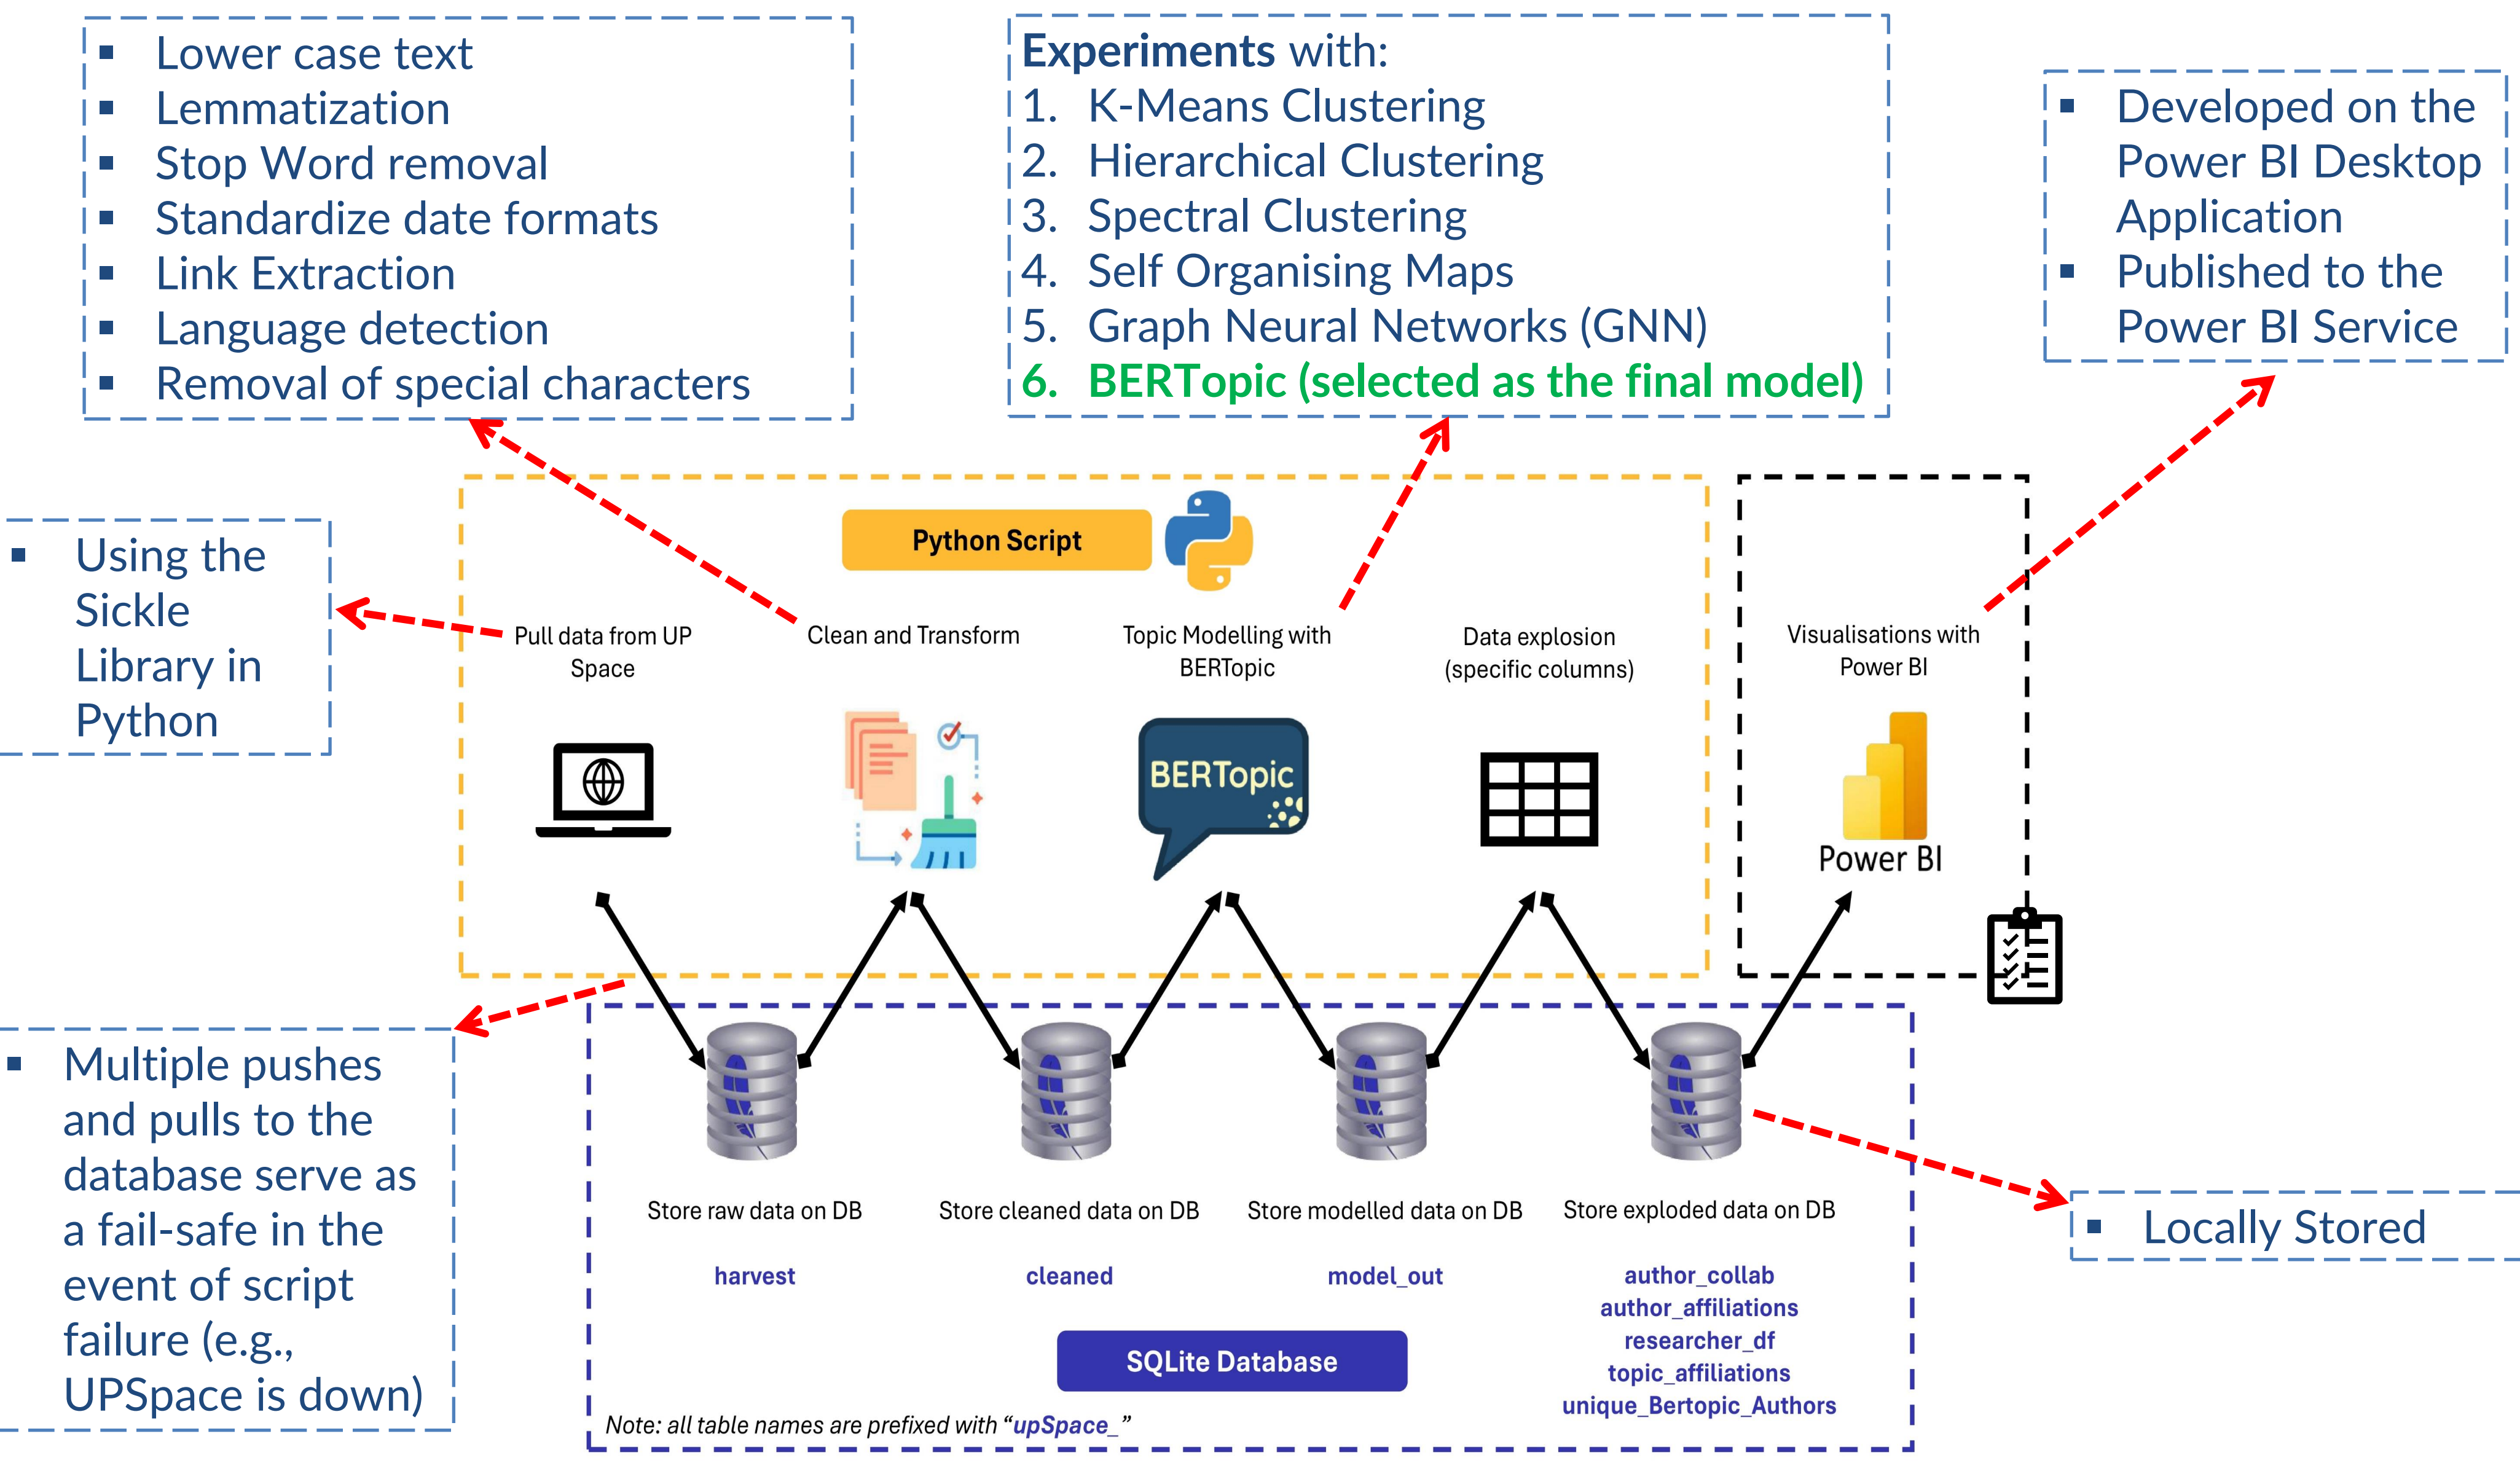 ▪ Lower case text
▪ Lemmatization
▪ Stop Word removal
▪ Standardize date formats
▪ Link Extraction
▪ Language detection
▪ Removal of special characters
Experiments with:
1. K-Means Clustering
2. Hierarchical Clustering
3. Spectral Clustering
4. Self Organising Maps
5. Graph Neural Networks (GNN)
6. BERTopic (selected as the final model)
▪ Developed on the
Power BI Desktop
Application
▪ Published to the
Power BI Service
▪ Using the
Sickle
Library in
Python
Python Script
Pull data from UP
Space
Clean and Transform
Topic Modelling with
BERTopic
Data explosion
(specific columns)
Visualisations with
Power BI
BERTopic
Power BI
▪ Multiple pushes
and pulls to the
database serve as
a fail-safe in the
event of script
failure (e.g.,
UPSpace is down)
Store raw data on DB
harvest
Store cleaned data on DB
cleaned
Store modelled data on DB
model_out
Store exploded data on DB
author_collab
author_affiliations
researcher_df
topic_affiliations
unique_Bertopic_Authors
SQLite Database
Note: all table names are prefixed with “upSpace_”
▪ Locally Stored